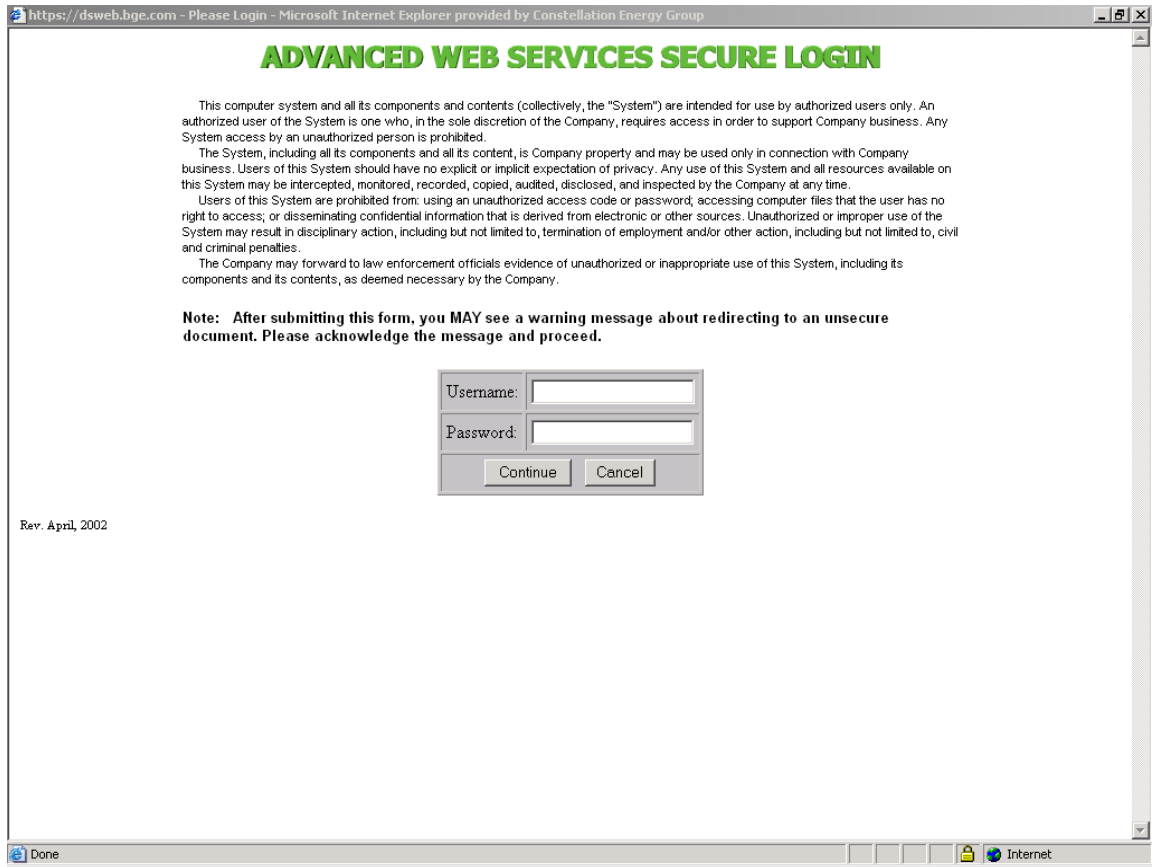 https://dsweb.bge.com - Please Login - Microsoft Internet Explorer provided by Constellation Energy Group
ADVANCED WEB SERVICES SECURE LOGIN
This computer system and all its components and contents (collectively, the "System") are intended for use by authorized users only. An
authorized user of the System is one who, in the sole discretion of the Company, requires access in order to support Company business. Any
System access by an unauthorized person is prohibited.
The System, including all its components and all its content, is Company property and may be used only in connection with Company
business. Users of this System should have no explicit or implicit expectation of privacy. Any use of this System and all resources available on
this System may be intercepted, monitored, recorded, copied, audited, disclosed, and inspected by the Company at any time.
Users of this System are prohibited from: using an unauthorized access code or password; accessing computer files that the user has no
right to access; or disseminating confidential information that is derived from electronic or other sources. Unauthorized or improper use of the
System may result in disciplinary action, including but not limited to, termination of employment and/or other action, including but not limited to, civil
and criminal penalties.
The Company may forward to law enforcement officials evidence of unauthorized or inappropriate use of this System, including its
components and its contents, as deemed necessary by the Company.
Note: After submitting this form, you MAY see a warning message about redirecting to an unsecure
document. Please acknowledge the message and proceed.
Username:
Password:
Continue Cancel
Rev. April, 2002
Done Internet